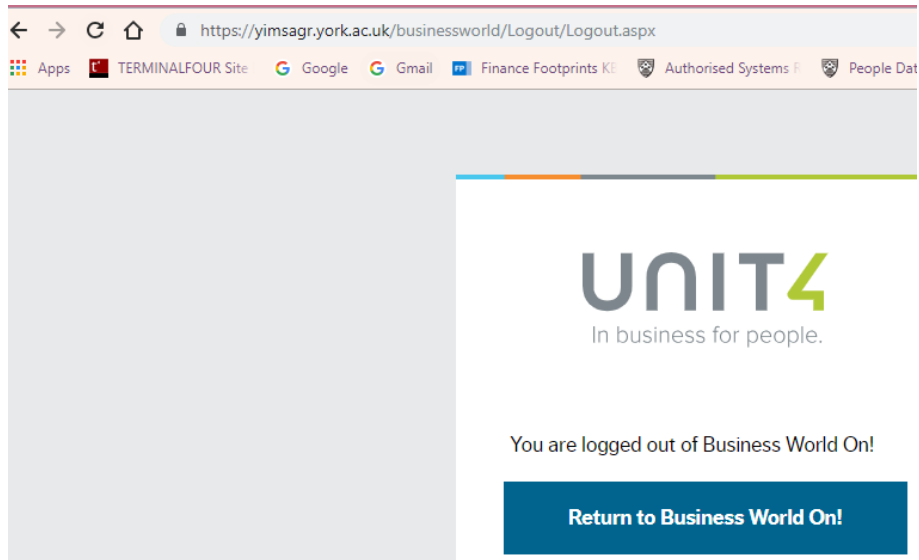 https://yimsagr.york.ac.uk/businessworld/Logout/Logout.aspx
Apps TERMINALFOUR Site Google Gmail FP Finance Footprints KB Authorised Systems People Dat
UNIT4
In business for people.
You are logged out of Business World On!
Return to Business World On!